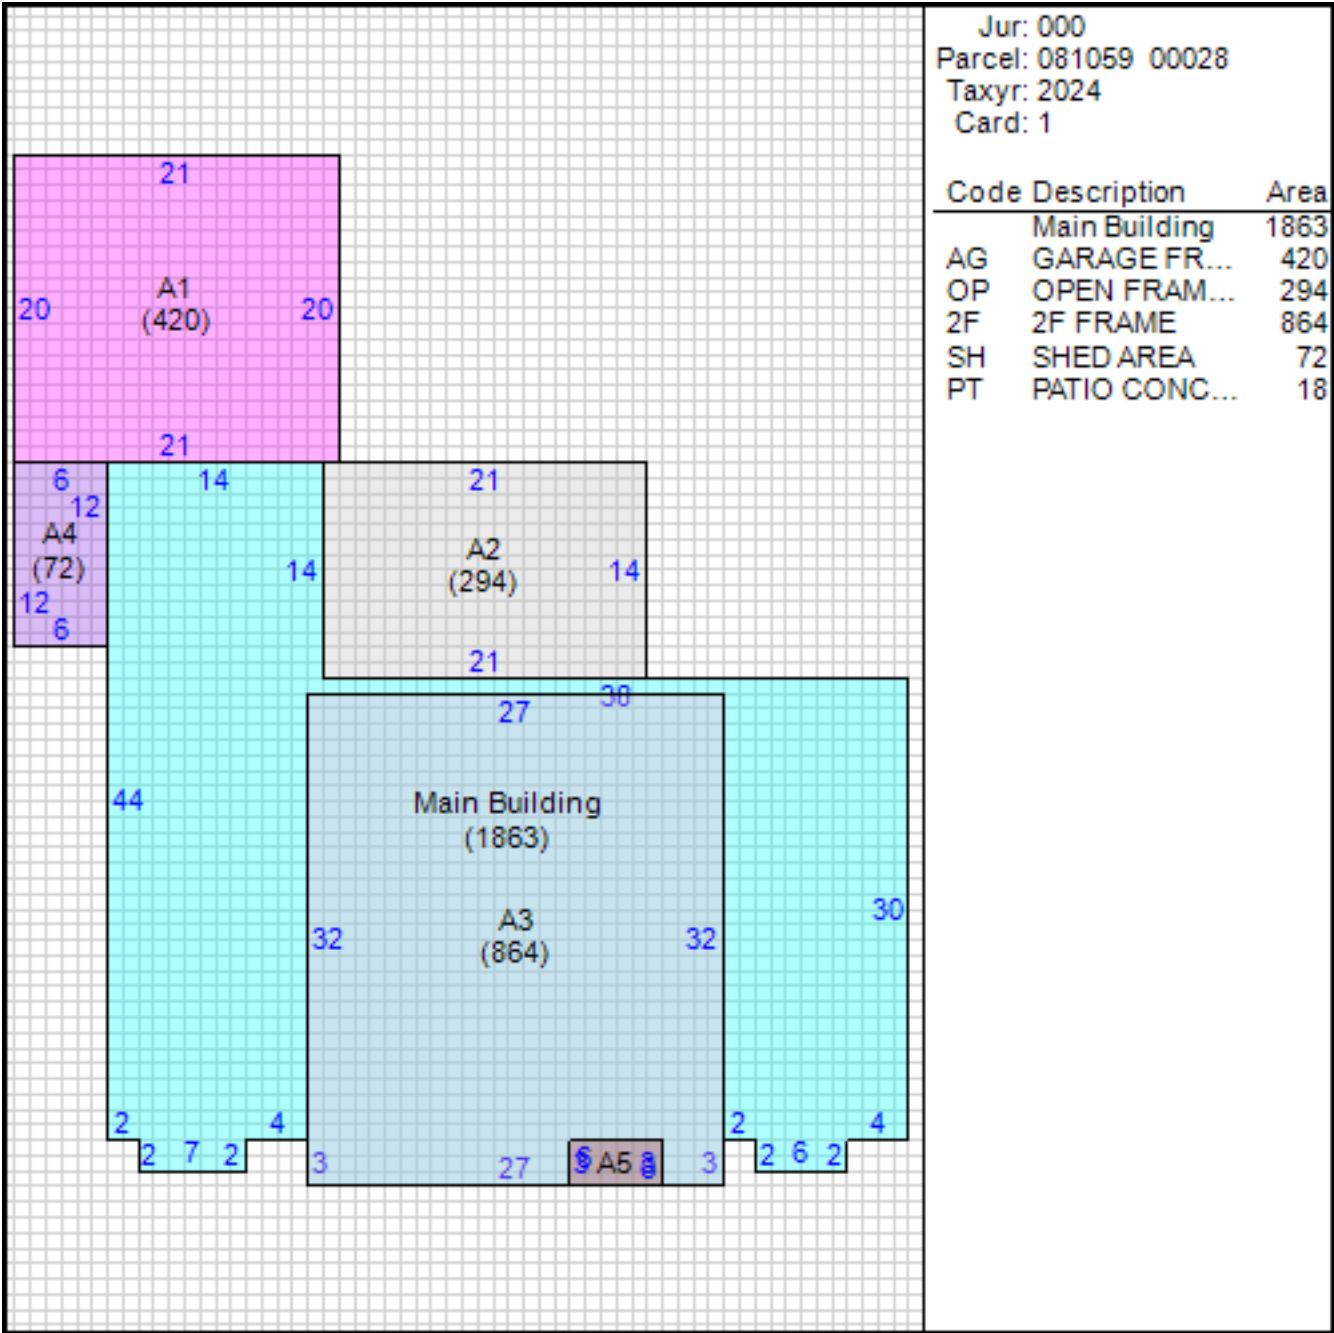 Jur: 000
Parcel: 081059 00028
Taxyr: 2024
Card: 1
Code Description Area
Main Building 1863
AG GARAGE FR... 420
OP OPEN FRAM... 294
2F 2F FRAME 864
SH SHED AREA 72
PT PATIO CONC... 18
21
A1
20 (420) 20
21
6 14 21
12
A4
(72)
A2
14 (294) 14
12
6
21
38
27
44 Main Building
(1863)
A3
32 (864) 32
30
2 4 2 4
2 7 2 2 6 2
3 27 A5 3